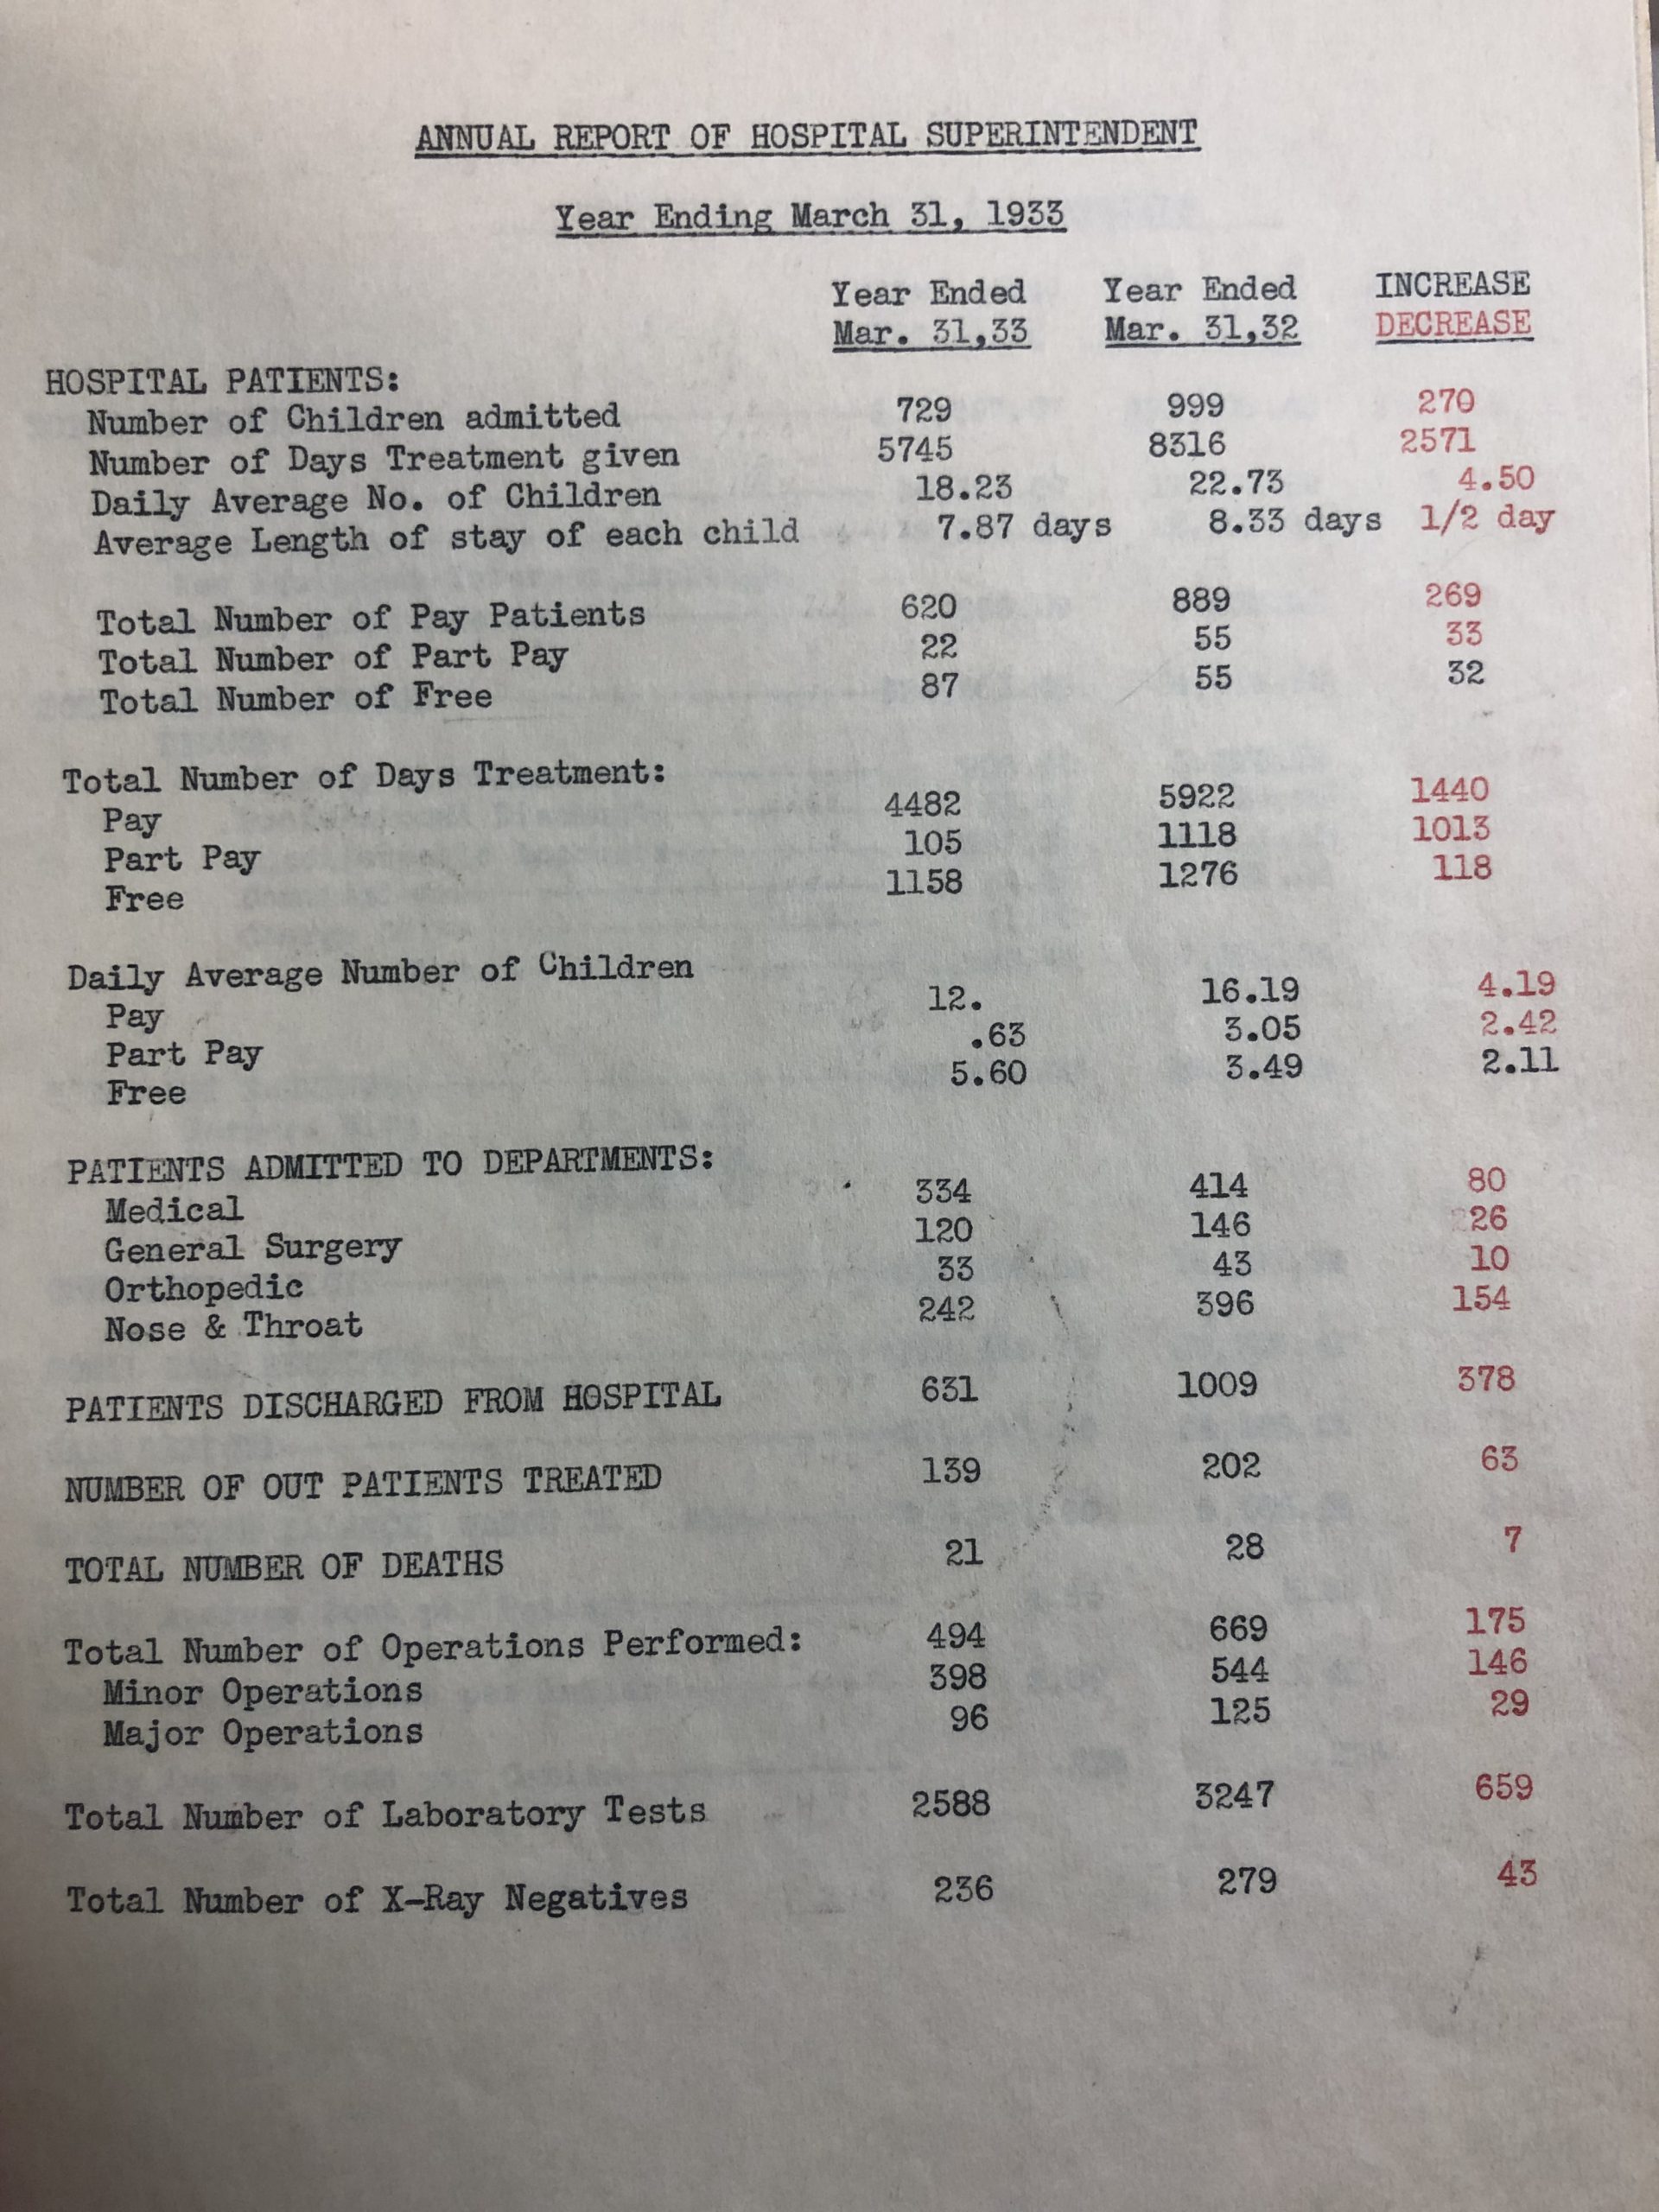 ANNUAL REPORT OF HOSPITAL SUPERINTENDENT
Year Ending March 31, 1933
Year Ended Year Ended INCREASE
Mar. 31,33 Mar. 31,32 DECREASE
HOSPITAL PATIENTS:
Number of Children admitted 729 999 270
Number of Days Treatment given 5745 8316 2571
Daily Average No. of Children 18.23 22.73 4.50
Average Length of stay of each child 7.87 days 8.33 days 1/2 day
Total Number of Pay Patients 620 889 269
Total Number of Part Pay 22 55 33
Total Number of Free 87 55 32
Total Number of Days Treatment:
Pay 4482 5922 1440
Part Pay 105 1118 1013
Free 1158 1276 118
Daily Average Number of Children
Pay 12. 16.19 4.19
Part Pay .63 3.05 2.42
Free 5.60 3.49 2.11
PATIENTS ADMITTED TO DEPARTMENTS:
Medical 334 414 80
General Surgery 120 146 26
Orthopedic 33 43 10
Nose & Throat 242 396 154
PATIENTS DISCHARGED FROM HOSPITAL 631 1009 378
NUMBER OF OUT PATIENTS TREATED 139 202 63
TOTAL NUMBER OF DEATHS 21 28 7
Total Number of Operations Performed: 494 669 175
Minor Operations 398 544 146
Major Operations 96 125 29
Total Number of Laboratory Tests 2588 3247 659
Total Number of X-Ray Negatives 236 279 43